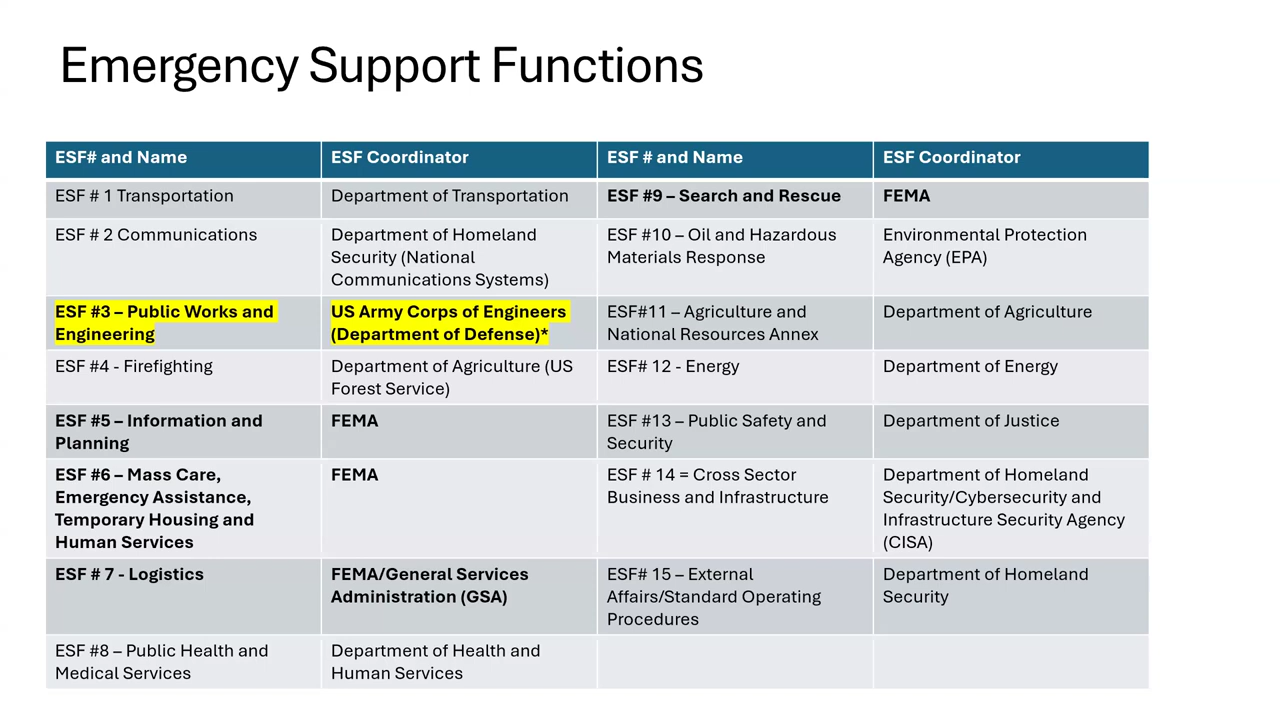 Emergency Support Functions
ESF# and Name
ESF Coordinator
ESF # and Name
ESF Coordinator
ESF # 1 Transportation
Department of Transportation
ESF #9 – Search and Rescue
FEMA
ESF # 2 Communications
Department of Homeland
Security (National
Communications Systems)
ESF #10 – Oil and Hazardous
Materials Response
Environmental Protection
Agency (EPA)
ESF #3 – Public Works and
Engineering
US Army Corps of Engineers
(Department of Defense)*
ESF#11 – Agriculture and
National Resources Annex
Department of Agriculture
ESF #4 - Firefighting
Department of Agriculture (US
Forest Service)
ESF# 12 - Energy
Department of Energy
ESF #5 – Information and
Planning
FEMA
ESF #13 – Public Safety and
Security
Department of Justice
ESF #6 – Mass Care,
Emergency Assistance,
Temporary Housing and
Human Services
FEMA
ESF # 14 = Cross Sector
Business and Infrastructure
Department of Homeland
Security/Cybersecurity and
Infrastructure Security Agency
(CISA)
ESF # 7 - Logistics
FEMA/General Services
Administration (GSA)
ESF# 15 – External
Affairs/Standard Operating
Procedures
Department of Homeland
Security
ESF #8 – Public Health and
Medical Services
Department of Health and
Human Services